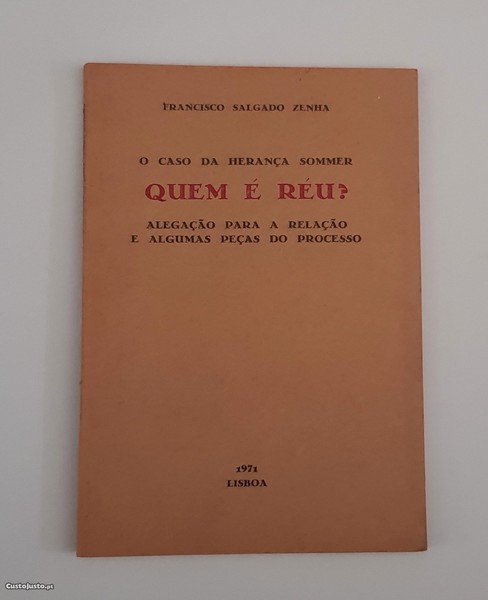 FRANCISCO SALGADO ZENHA
O CASO DA HERANÇA SOMMER
QUEM É RÉU?
ALEGAÇÃO PARA A RELAÇÃO
E ALGUMAS PEÇAS DO PROCESSO
1971
LISBOA
CustoJusto.pt